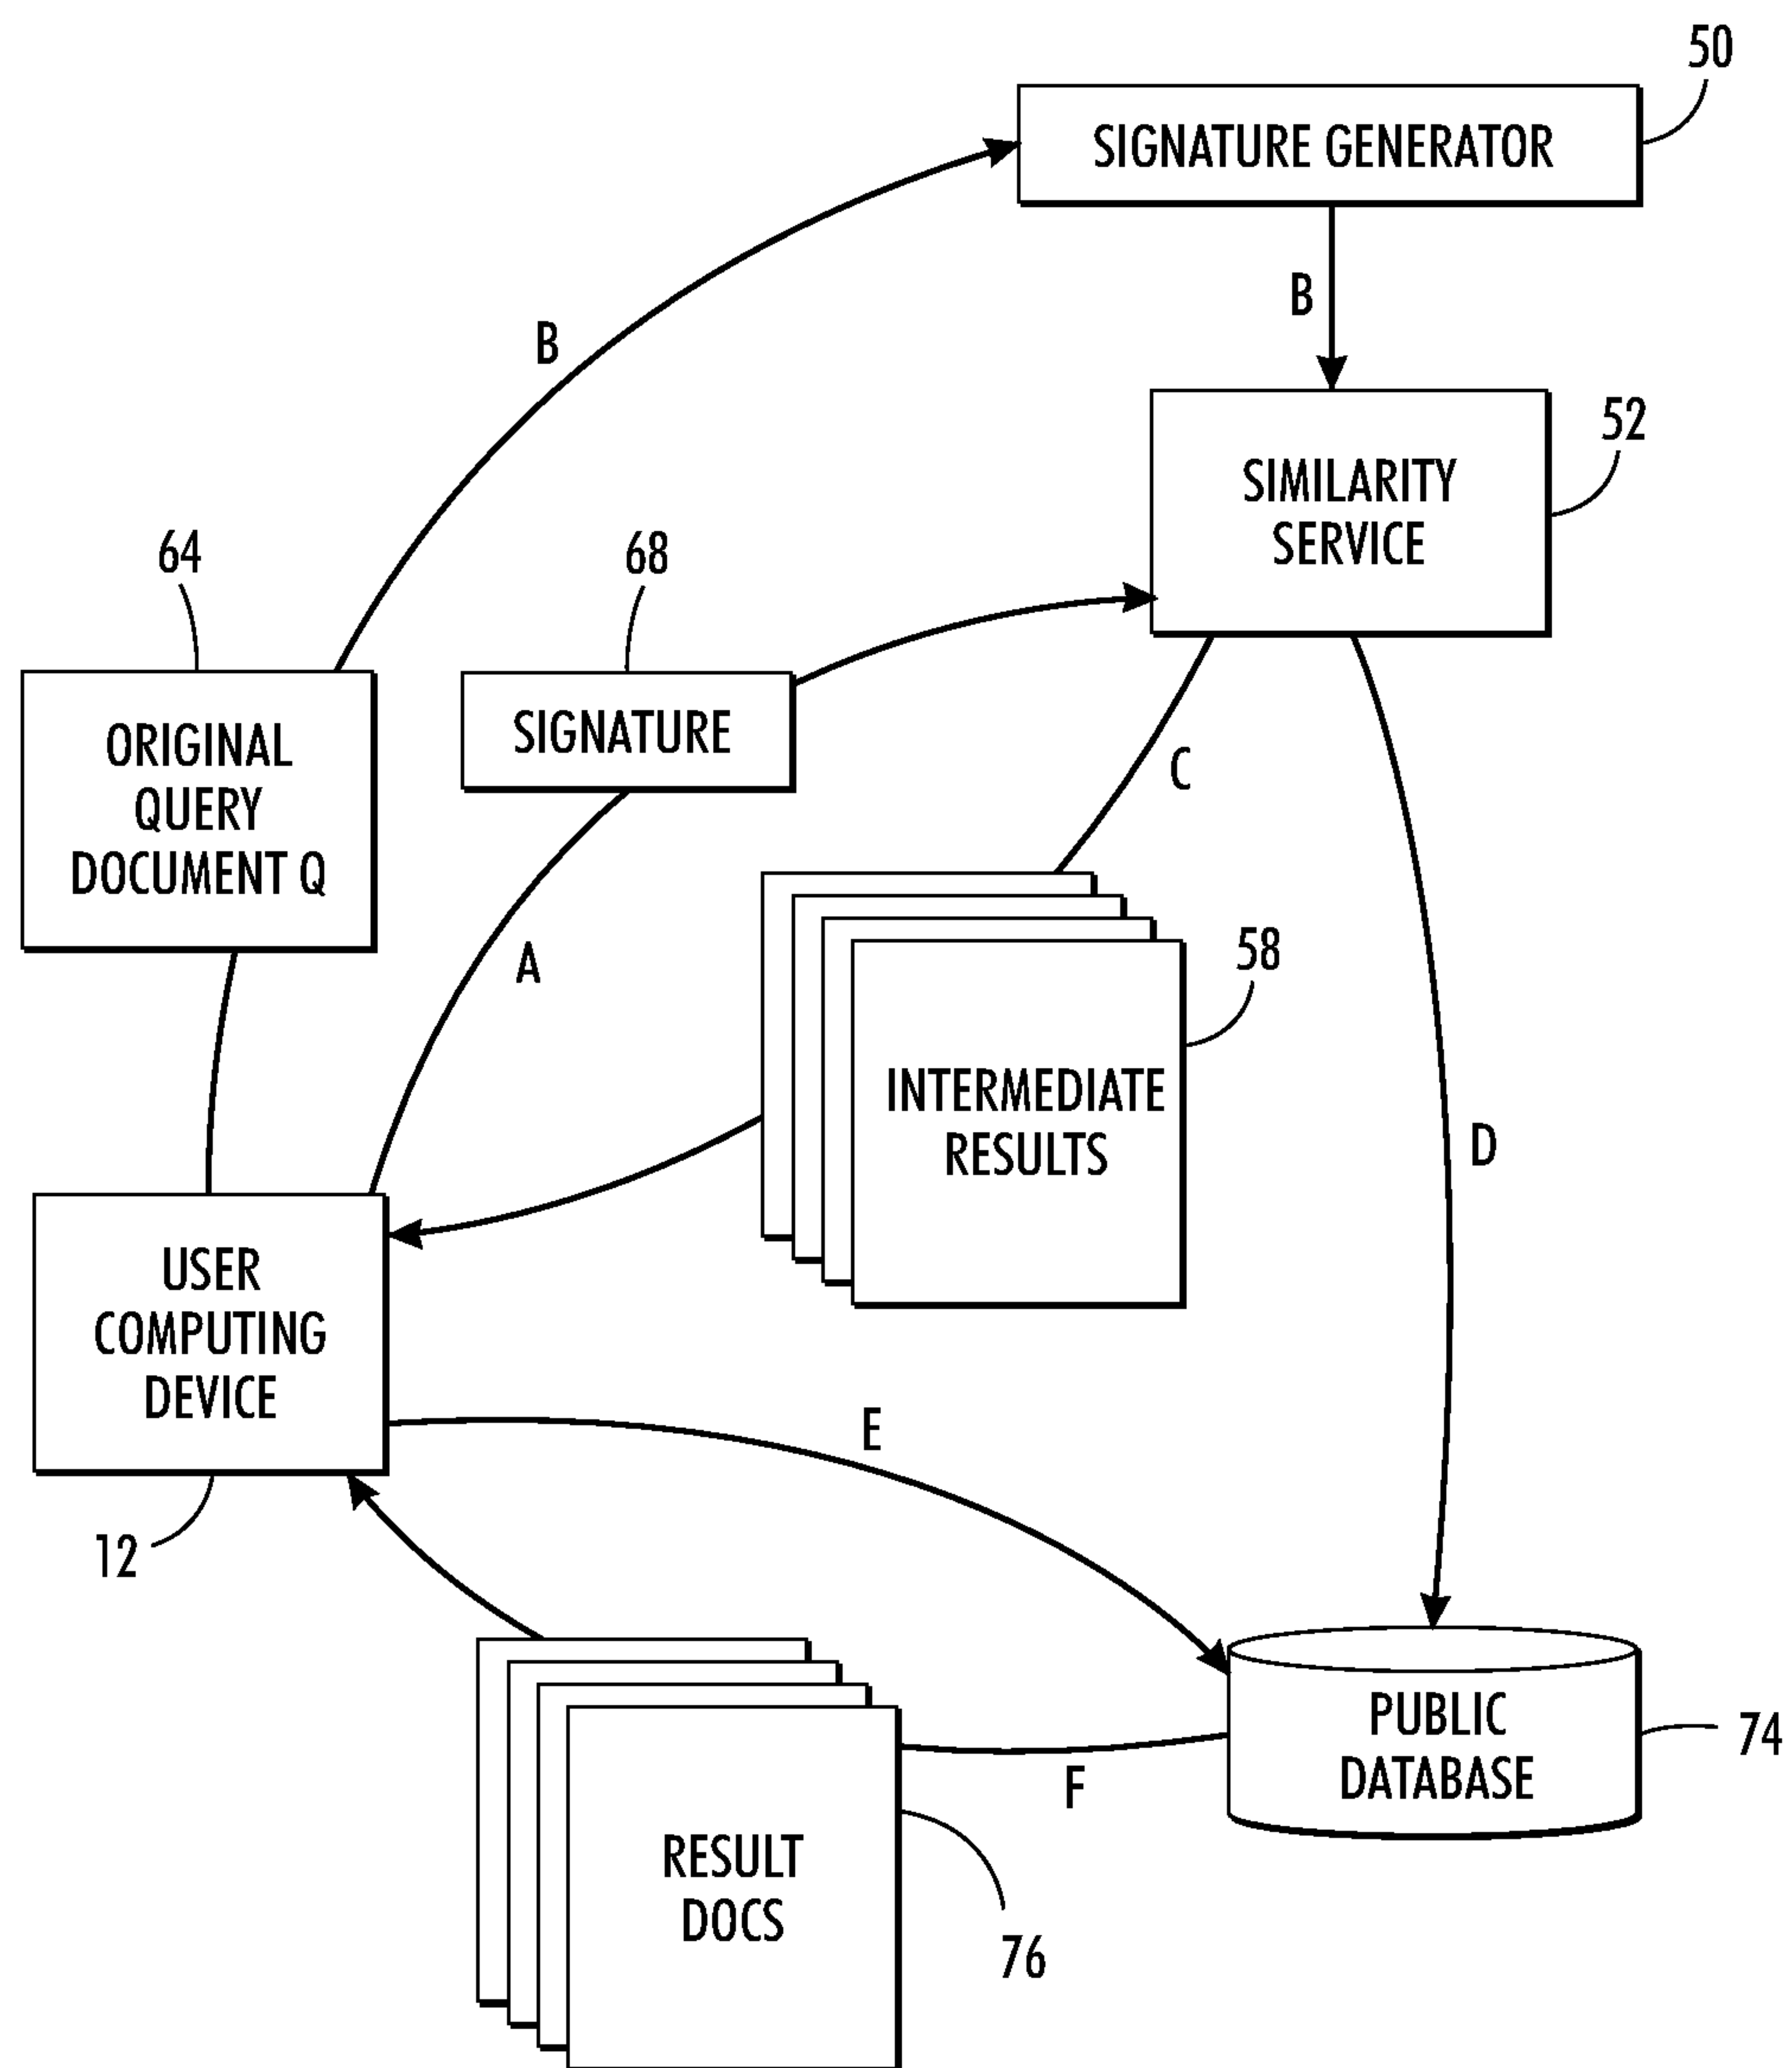 50
SIGNATURE GENERATOR
B
B
52
SIMILARITY
SERVICE
64
68
ORIGINAL
QUERY
DOCUMENT Q
SIGNATURE
C
A
58
INTERMEDIATE
RESULTS
D
USER
COMPUTING
DEVICE
E
12
PUBLIC
DATABASE
74
F
RESULT
DOCS
76